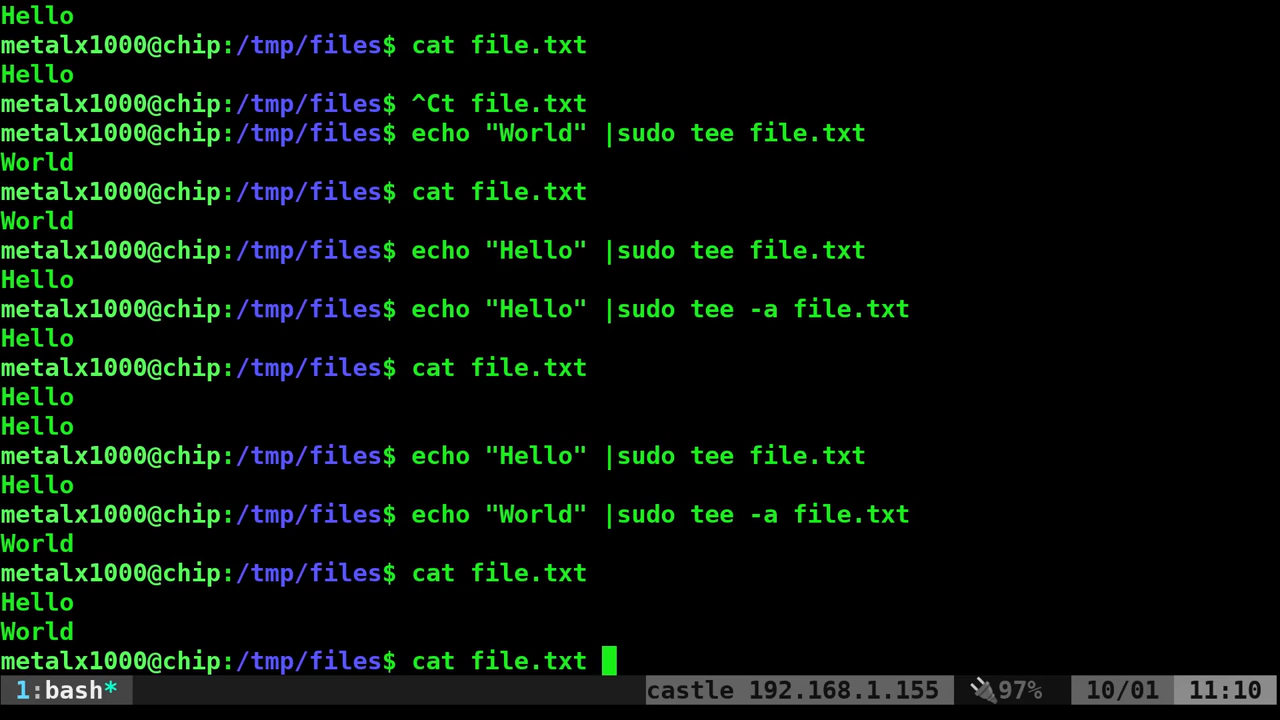 Hello
metalx1000@chip:/tmp/files$ cat file.txt
Hello
metalx1000@chip:/tmp/files$ ^Ct file.txt
metalx1000@chip:/tmp/files$ echo "World" |sudo tee file.txt
World
metalx1000@chip:/tmp/files$ cat file.txt
World
metalx1000@chip:/tmp/files$ echo "Hello" |sudo tee file.txt
Hello
metalx1000@chip:/tmp/files$ echo "Hello" |sudo tee -a file.txt
Hello
metalx1000@chip:/tmp/files$ cat file.txt
Hello
Hello
metalx1000@chip:/tmp/files$ echo "Hello" |sudo tee file.txt
Hello
metalx1000@chip:/tmp/files$ echo "World" |sudo tee -a file.txt
World
metalx1000@chip:/tmp/files$ cat file.txt
Hello
World
metalx1000@chip:/tmp/files$ cat file.txt
1:bash* castle 192.168.1.155 🔌97% 10/01 11:10